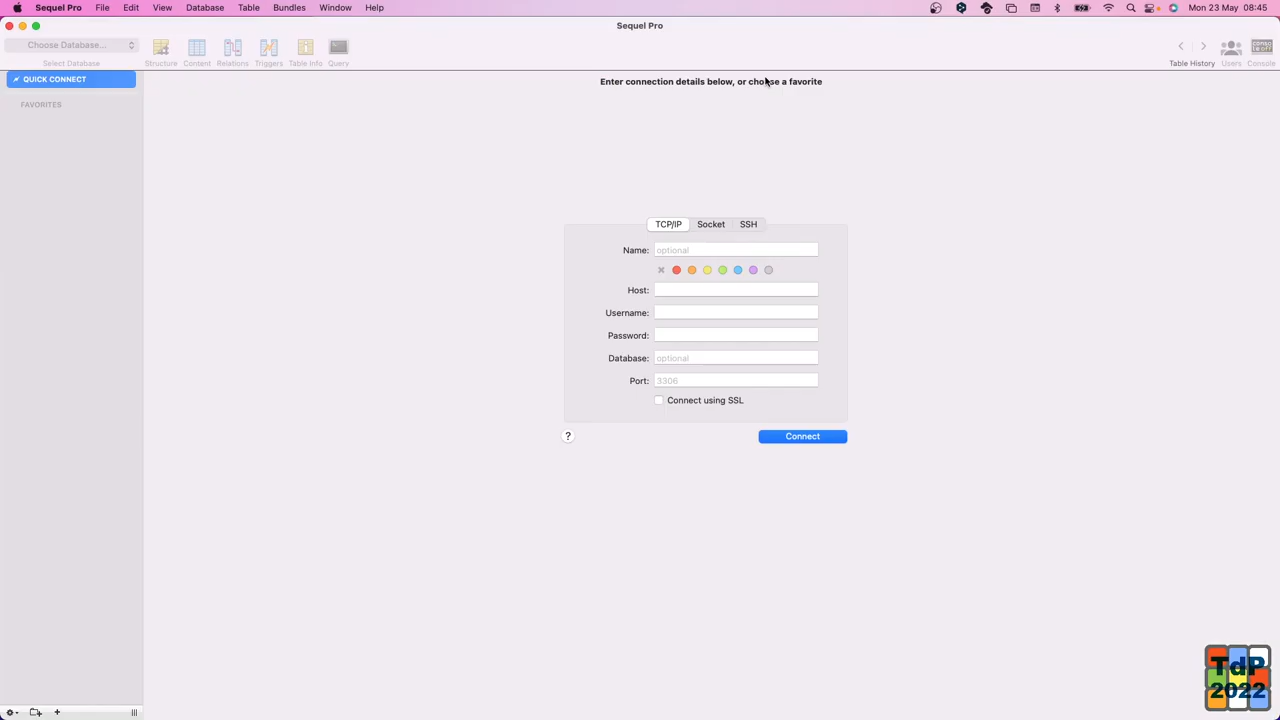 Sequel Pro File Edit View Database Table Bundles Window Help Mon 23 May 08:45
Sequel Pro
Choose Database...
Select Database Structure Content Relations Triggers Table Info Query Table History Users Console
QUICK CONNECT
Enter connection details below, or choose a favorite
FAVORITES
TCP/IP Socket SSH
Name: optional
Host:
Username:
Password:
Database: optional
Port: 3306
Connect using SSL
? Connect
TdP
2022